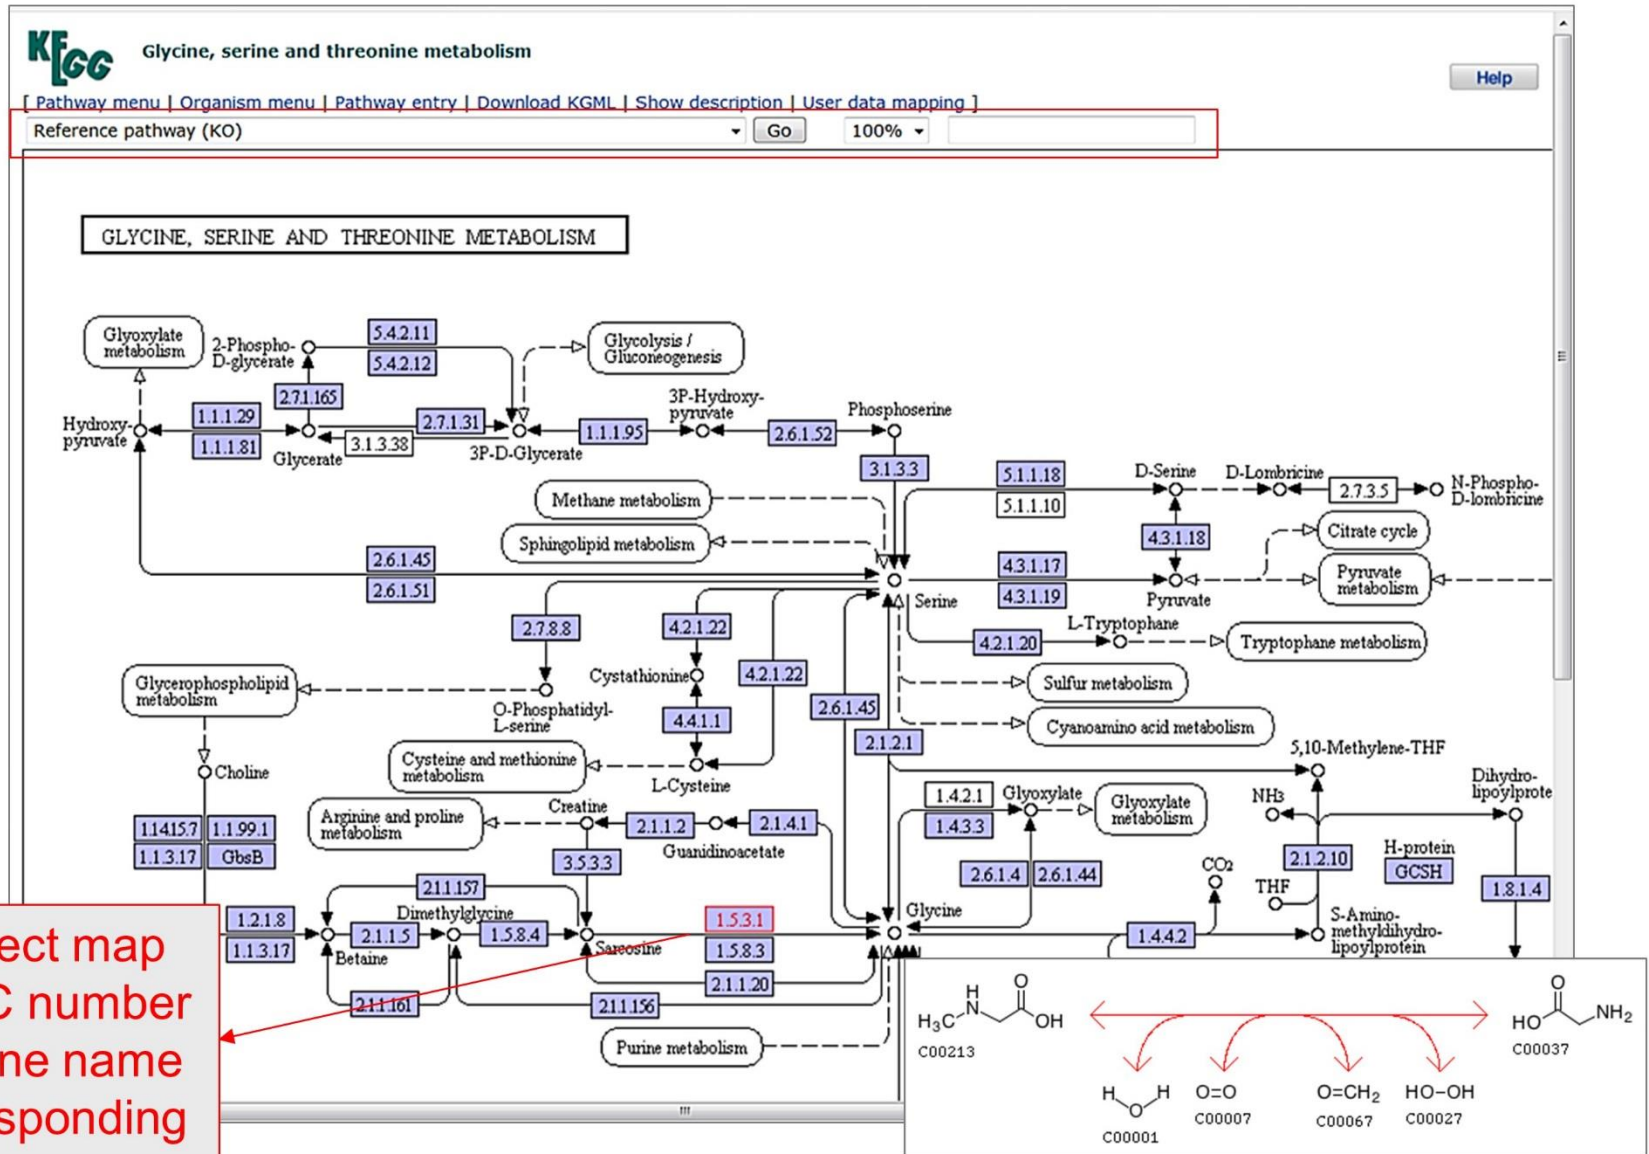 KEGG
Glycine, serine and threonine metabolism
Help
[ Pathway menu | Organism menu | Pathway entry | Download KGML | Show description | User data mapping ]
Reference pathway (KO)
Go
100%
GLYCINE, SERINE AND THREONINE METABOLISM
Glyoxylate
metabolism
2-Phospho-
D-glycerate
5.4.2.11
5.4.2.12
Glycolysis /
Gluconeogenesis
2.7.1.165
Hydroxy-
pyruvate
1.1.1.29
1.1.1.81
Glycerate
2.7.1.31
3.1.3.38
3P-D-Glycerate
1.1.1.95
3P-Hydroxy-
pyruvate
2.6.1.52
Phosphoserine
3.1.3.3
Methane metabolism
Sphingolipid metabolism
5.1.1.18
5.1.1.10
D-Serine
D-Lombricine
2.7.3.5
N-Phospho-
D-lombricine
4.3.1.18
Citrate cycle
Pyruvate
metabolism
2.6.1.45
2.6.1.51
Serine
4.3.1.17
4.3.1.19
Pyruvate
2.7.8.8
4.2.1.22
4.2.1.20
L-Tryptophane
Tryptophane metabolism
Glycerophospholipid
metabolism
Cystathionine
4.2.1.22
Sulfur metabolism
O-Phosphatidyl-
L-serine
4.4.1.1
2.6.1.45
Cyanoamino acid metabolism
2.1.2.1
5,10-Methylene-THF
Choline
Cysteine and methionine
metabolism
L-Cysteine
Dihydro-
lipoylprote
Arginine and proline
metabolism
Creatine
2.1.1.2
2.1.4.1
Guanidinoacetate
1.4.2.1
1.4.3.3
Glyoxylate
Glyoxylate
metabolism
NH3
1.14.15.7
1.1.99.1
1.1.3.17
GbsB
3.5.3.3
2.6.1.4
2.6.1.44
CO2
2.1.2.10
H-protein
GCSH
1.8.1.4
THF
2.1.1.157
Dimethylglycine
1.2.1.8
1.1.3.17
Betaine
2.1.1.5
1.5.8.4
Sarcosine
1.5.3.1
1.5.8.3
Glycine
1.4.4.2
S-Amino-
methyldihydro-
lipoylprotein
2.1.1.20
2.1.1.161
2.1.1.156
Purine metabolism
ect map
C number
ne name
sponding
H
H3C N
O
OH
C00213
O
HO NH2
C00037
H H
O
C00001
O=O
C00007
O=CH2
C00067
HO-OH
C00027